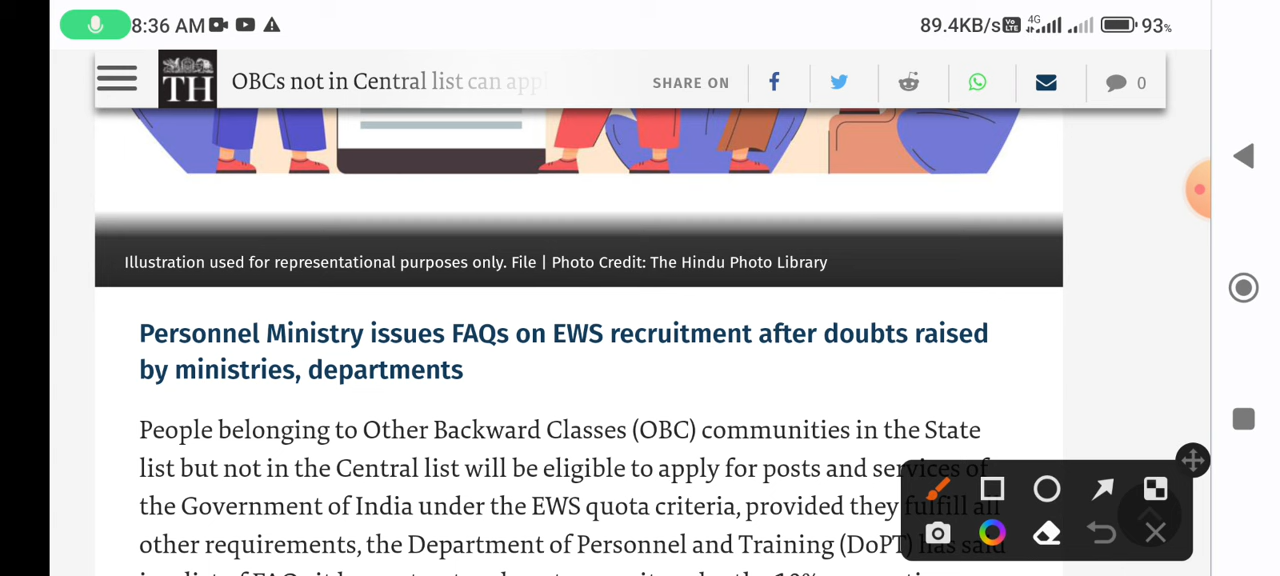 8:36 AM
89.4KB/s Vo LTE 4G 93%
TH OBCs not in Central list can appl
SHARE ON
0
Illustration used for representational purposes only. File | Photo Credit: The Hindu Photo Library
Personnel Ministry issues FAQs on EWS recruitment after doubts raised
by ministries, departments
People belonging to Other Backward Classes (OBC) communities in the State
list but not in the Central list will be eligible to apply for posts and services of
the Government of India under the EWS quota criteria, provided they fulfill all
other requirements, the Department of Personnel and Training (DoPT) has said